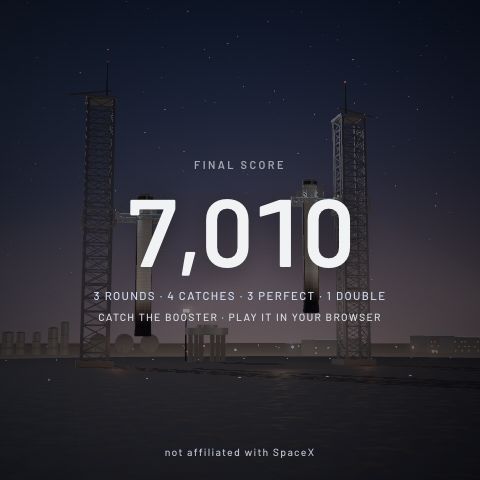 FINAL SCORE
7,010
3 ROUNDS · 4 CATCHES · 3 PERFECT · 1 DOUBLE
CATCH THE BOOSTER · PLAY IT IN YOUR BROWSER
not affiliated with SpaceX